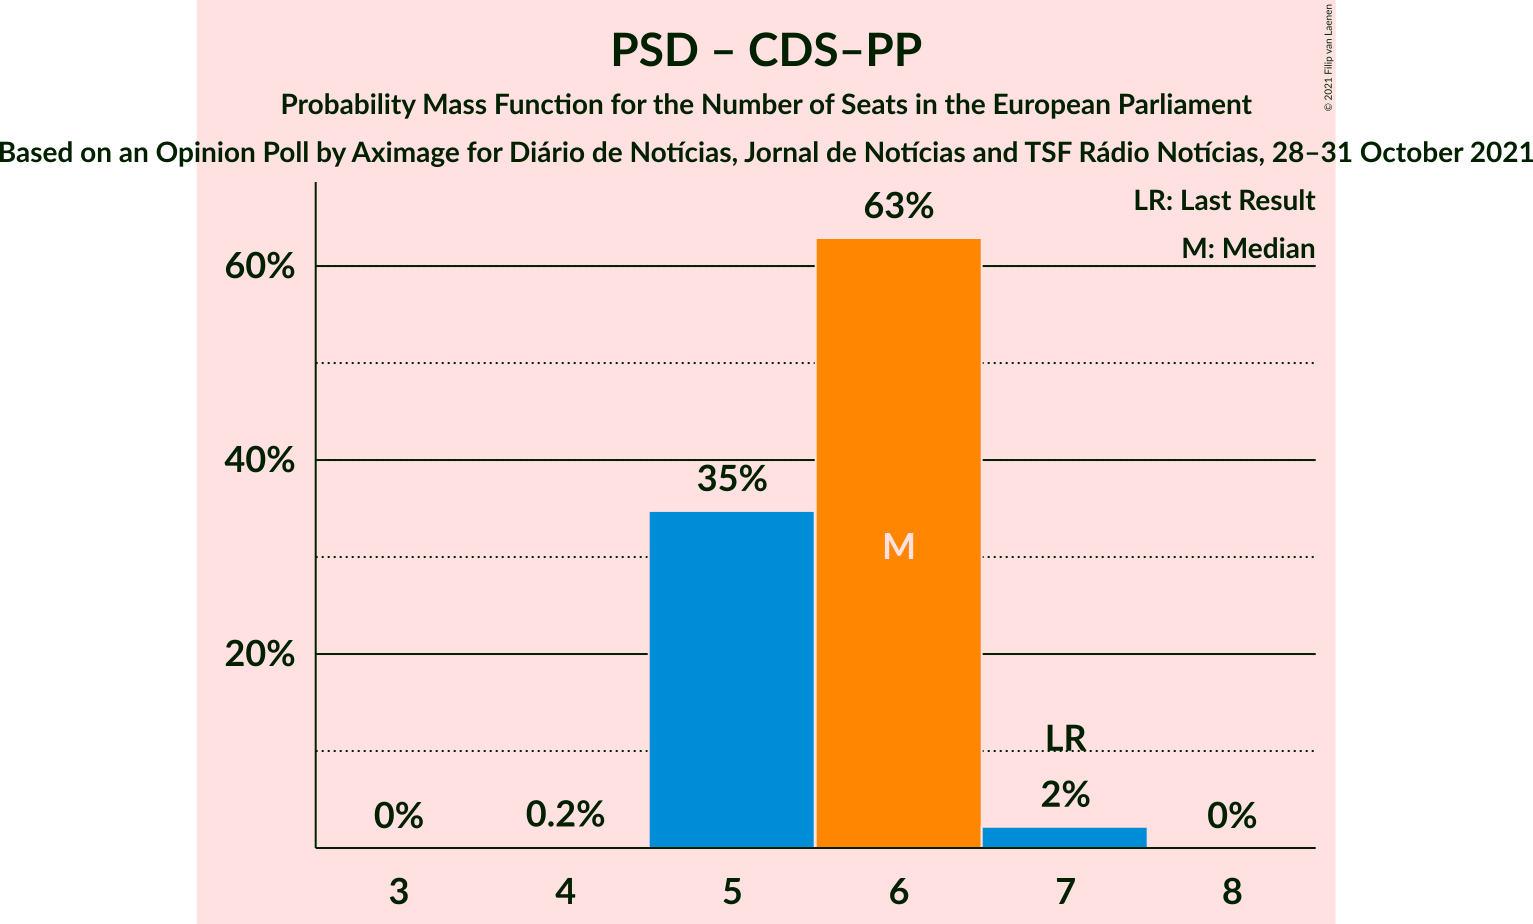 PSD – CDS–PP
Probability Mass Function for the Number of Seats in the European Parliament
Based on an Opinion Poll by Aximage for Diário de Notícias, Jornal de Notícias and TSF Rádio Notícias, 28–31 October 2021
© 2021 Filip van Laenen
LR: Last Result
M: Median
63%
60%
40%
35%
M
20%
LR
2%
0%
0.2%
0%
3 4 5 6 7 8